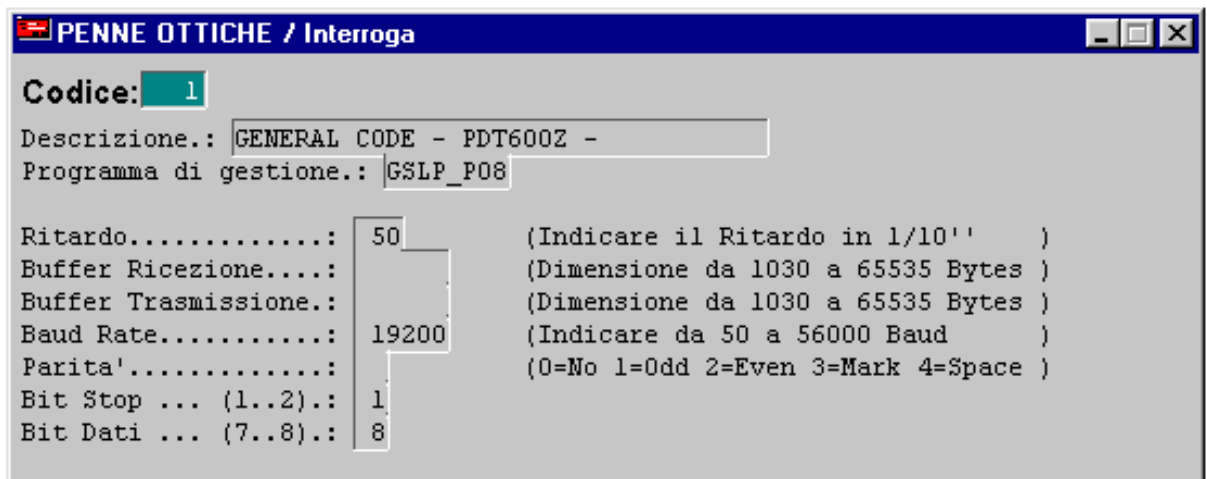 PENNE OTTICHE / Interroga
Codice: 1
Descrizione.: GENERAL CODE - PDT600Z -
Programma di gestione.: GSLP_P08
Ritardo.............: 50 (Indicare il Ritardo in 1/10'' )
Buffer Ricezione....: (Dimensione da 1030 a 65535 Bytes )
Buffer Trasmissione.: (Dimensione da 1030 a 65535 Bytes )
Baud Rate...........: 19200 (Indicare da 50 a 56000 Baud )
Parita'.............: (0=No 1=Odd 2=Even 3=Mark 4=Space )
Bit Stop ... (1..2).: 1
Bit Dati ... (7..8).: 8